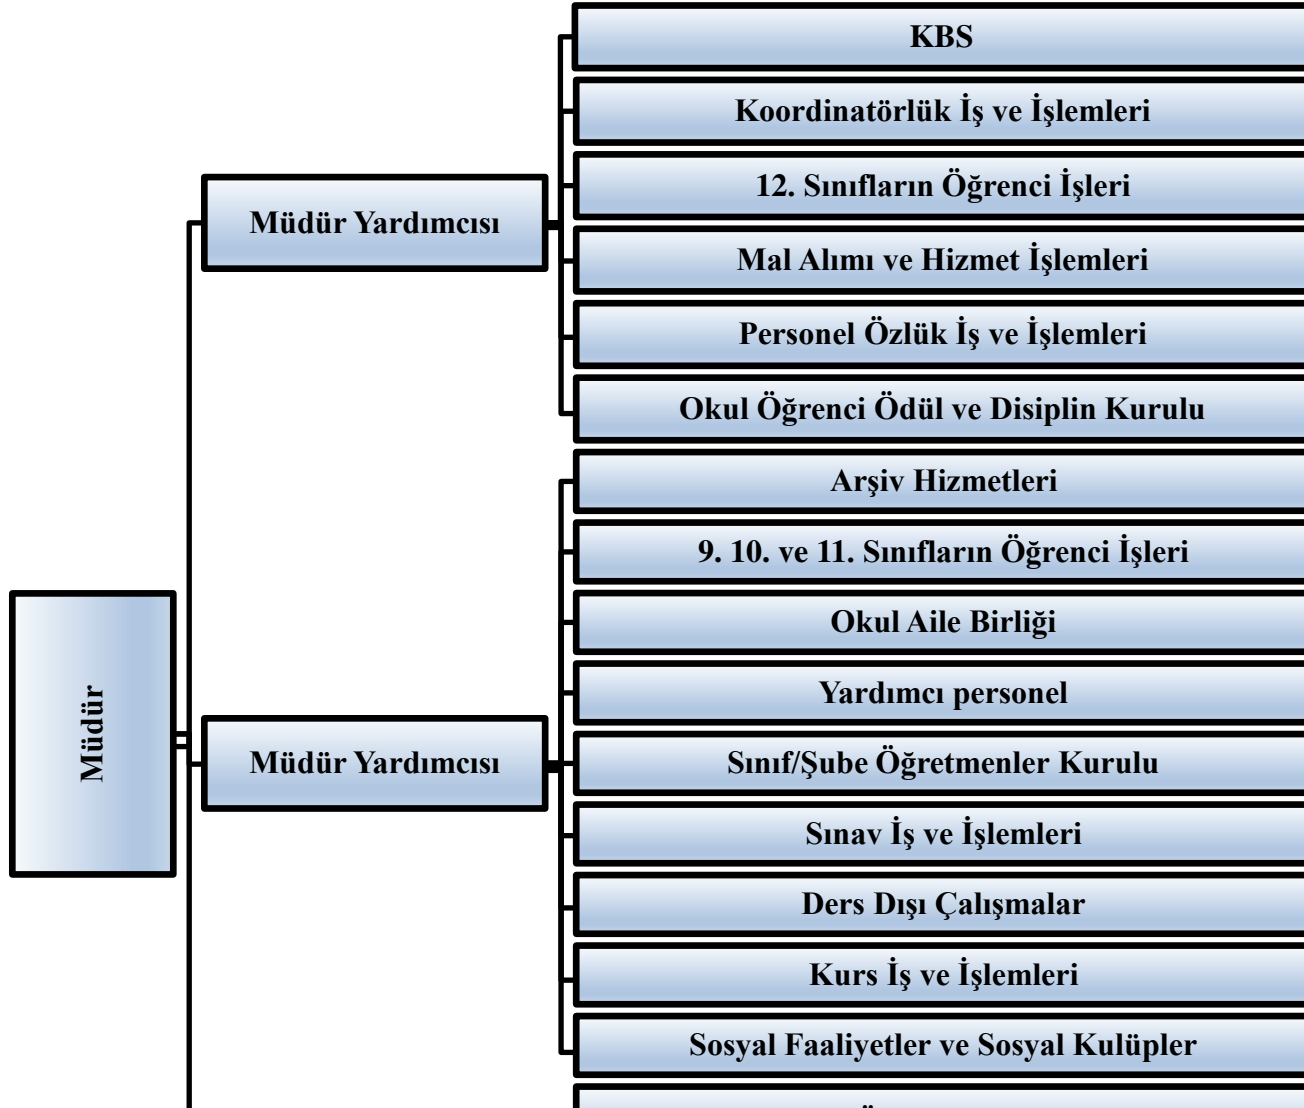 KBS
Koordinatörlük İş ve İşlemleri
12. Sınıfların Öğrenci İşleri
Müdür Yardımcısı
Mal Alımı ve Hizmet İşlemleri
Personel Özlük İş ve İşlemleri
Okul Öğrenci Ödül ve Disiplin Kurulu
Arşiv Hizmetleri
9. 10. ve 11. Sınıfların Öğrenci İşleri
Okul Aile Birliği
Yardımcı personel
Müdür
Müdür Yardımcısı
Sınıf/Şube Öğretmenler Kurulu
Sınav İş ve İşlemleri
Ders Dışı Çalışmalar
Kurs İş ve İşlemleri
Sosyal Faaliyetler ve Sosyal Kulüpler